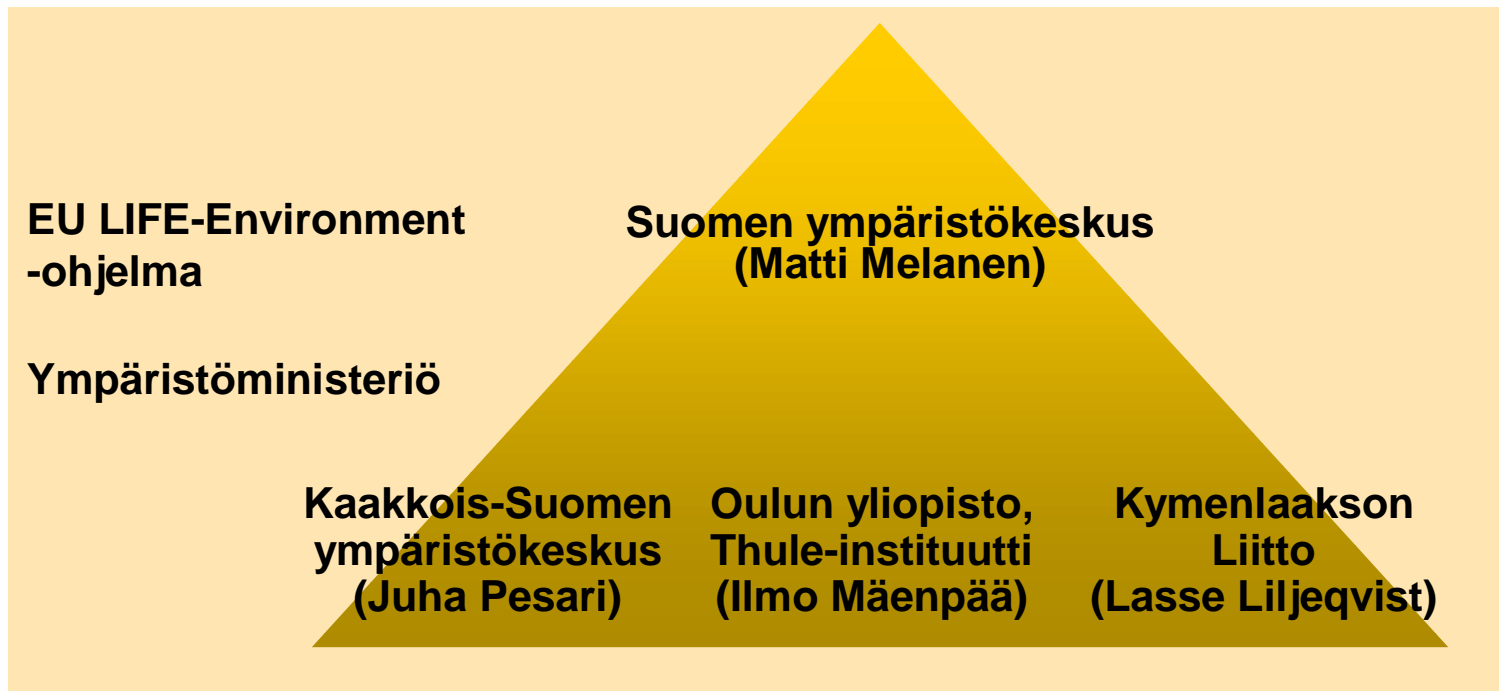 EU LIFE-Environment
-ohjelma
Ympäristöministeriö
Suomen ympäristökeskus
(Matti Melanen)
Kaakkois-Suomen
ympäristökeskus
(Juha Pesari)
Oulun yliopisto,
Thule-instituutti
(Ilmo Mäenpää)
Kymenlaakson
Liitto
(Lasse Liljeqvist)